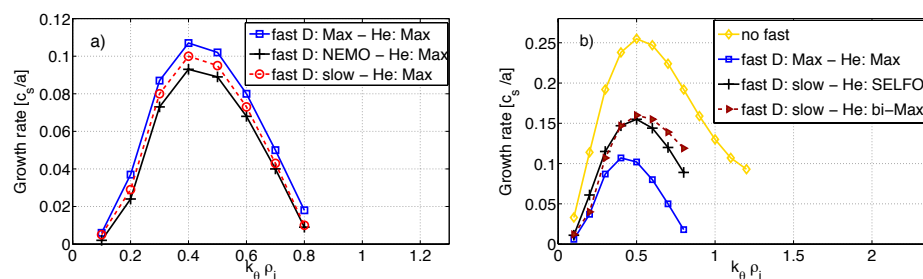 a)
fast D: Max − He: Max
fast D: NEMO − He: Max
fast D: slow − He: Max
Growth rate [c_s/a]
0.12
0.1
0.08
0.06
0.04
0.02
0
0 0.2 0.4 0.6 0.8 1 1.2
k_θ ρ_i
b)
no fast
fast D: Max − He: Max
fast D: slow − He: SELFO
fast D: slow − He: bi−Max
Growth rate [c_s/a]
0.25
0.2
0.15
0.1
0.05
0
0 0.5 1 1.5 2
k_θ ρ_i